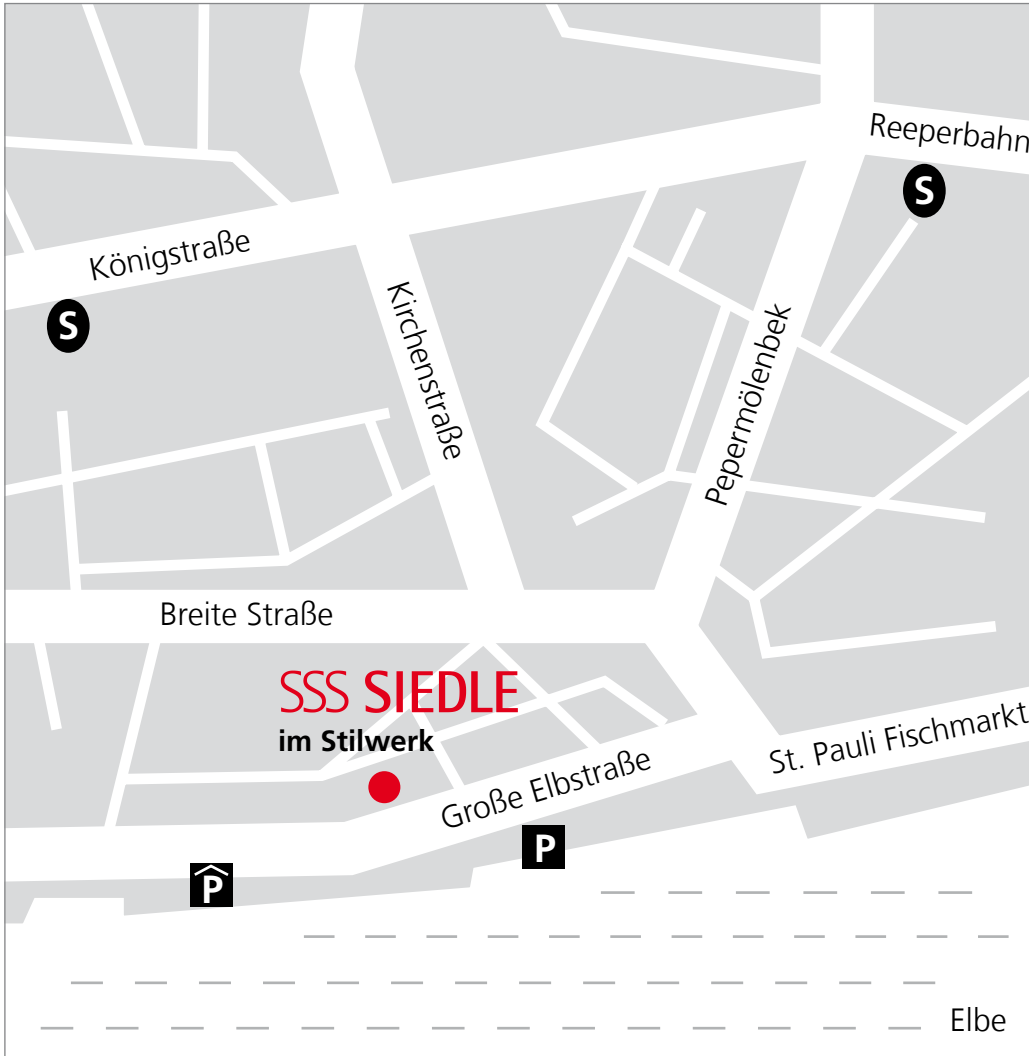 Reeperbahn
S
Königstraße
S
Kirchenstraße
Pepermölenbek
Breite Straße
SSS SIEDLE
im Stilwerk
St. Pauli Fischmarkt
Große Elbstraße
P
P
Elbe